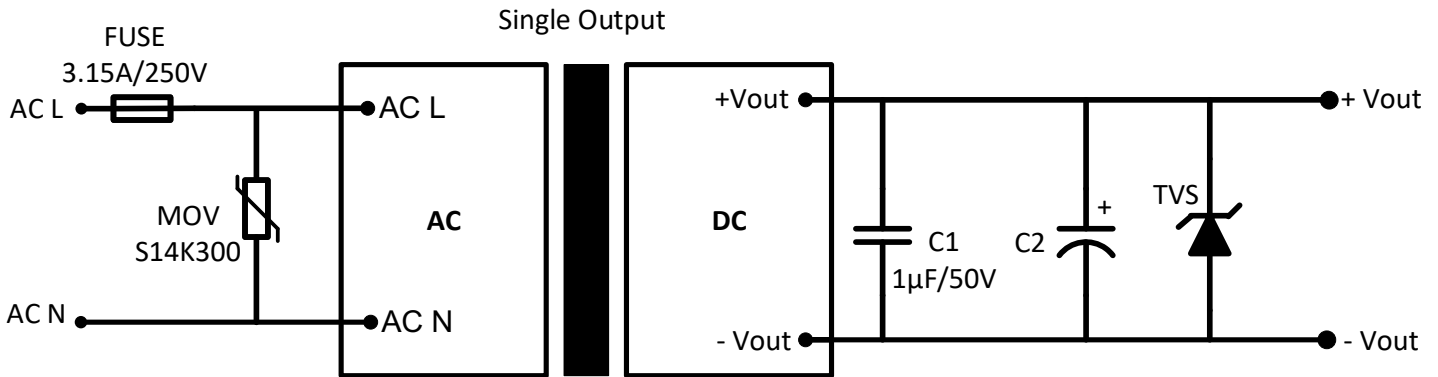 Single Output
FUSE
3.15A/250V
AC L
AC L
MOV
S14K300
AC N
AC N
AC
DC
+Vout
- Vout
C1
1µF/50V
C2
+
TVS
+ Vout
- Vout